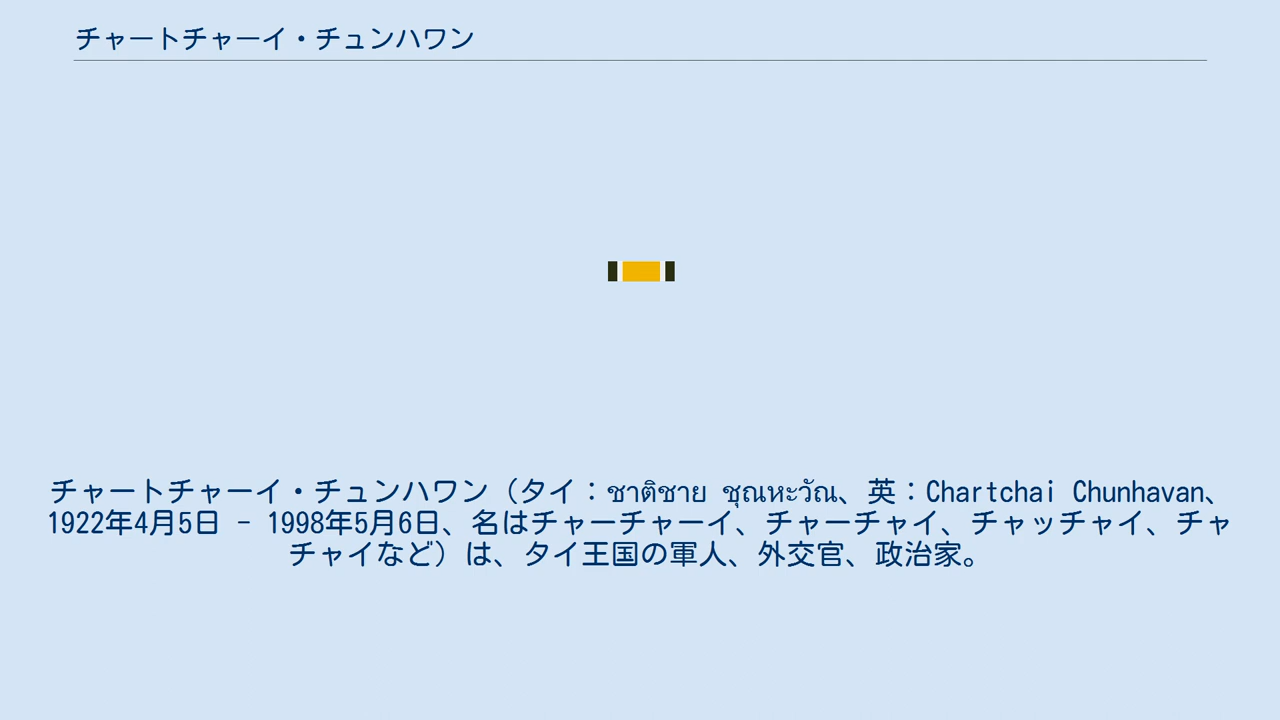 チャートチャーイ・チュンハワン
チャートチャーイ・チュンハワン（タイ：ชาติชาย ชุณหะวัณ、英：Chartchai Chunhavan、
1922年4月5日 - 1998年5月6日、名はチャーチャーイ、チャーチャイ、チャッチャイ、チャ
チャイなど）は、タイ王国の軍人、外交官、政治家。